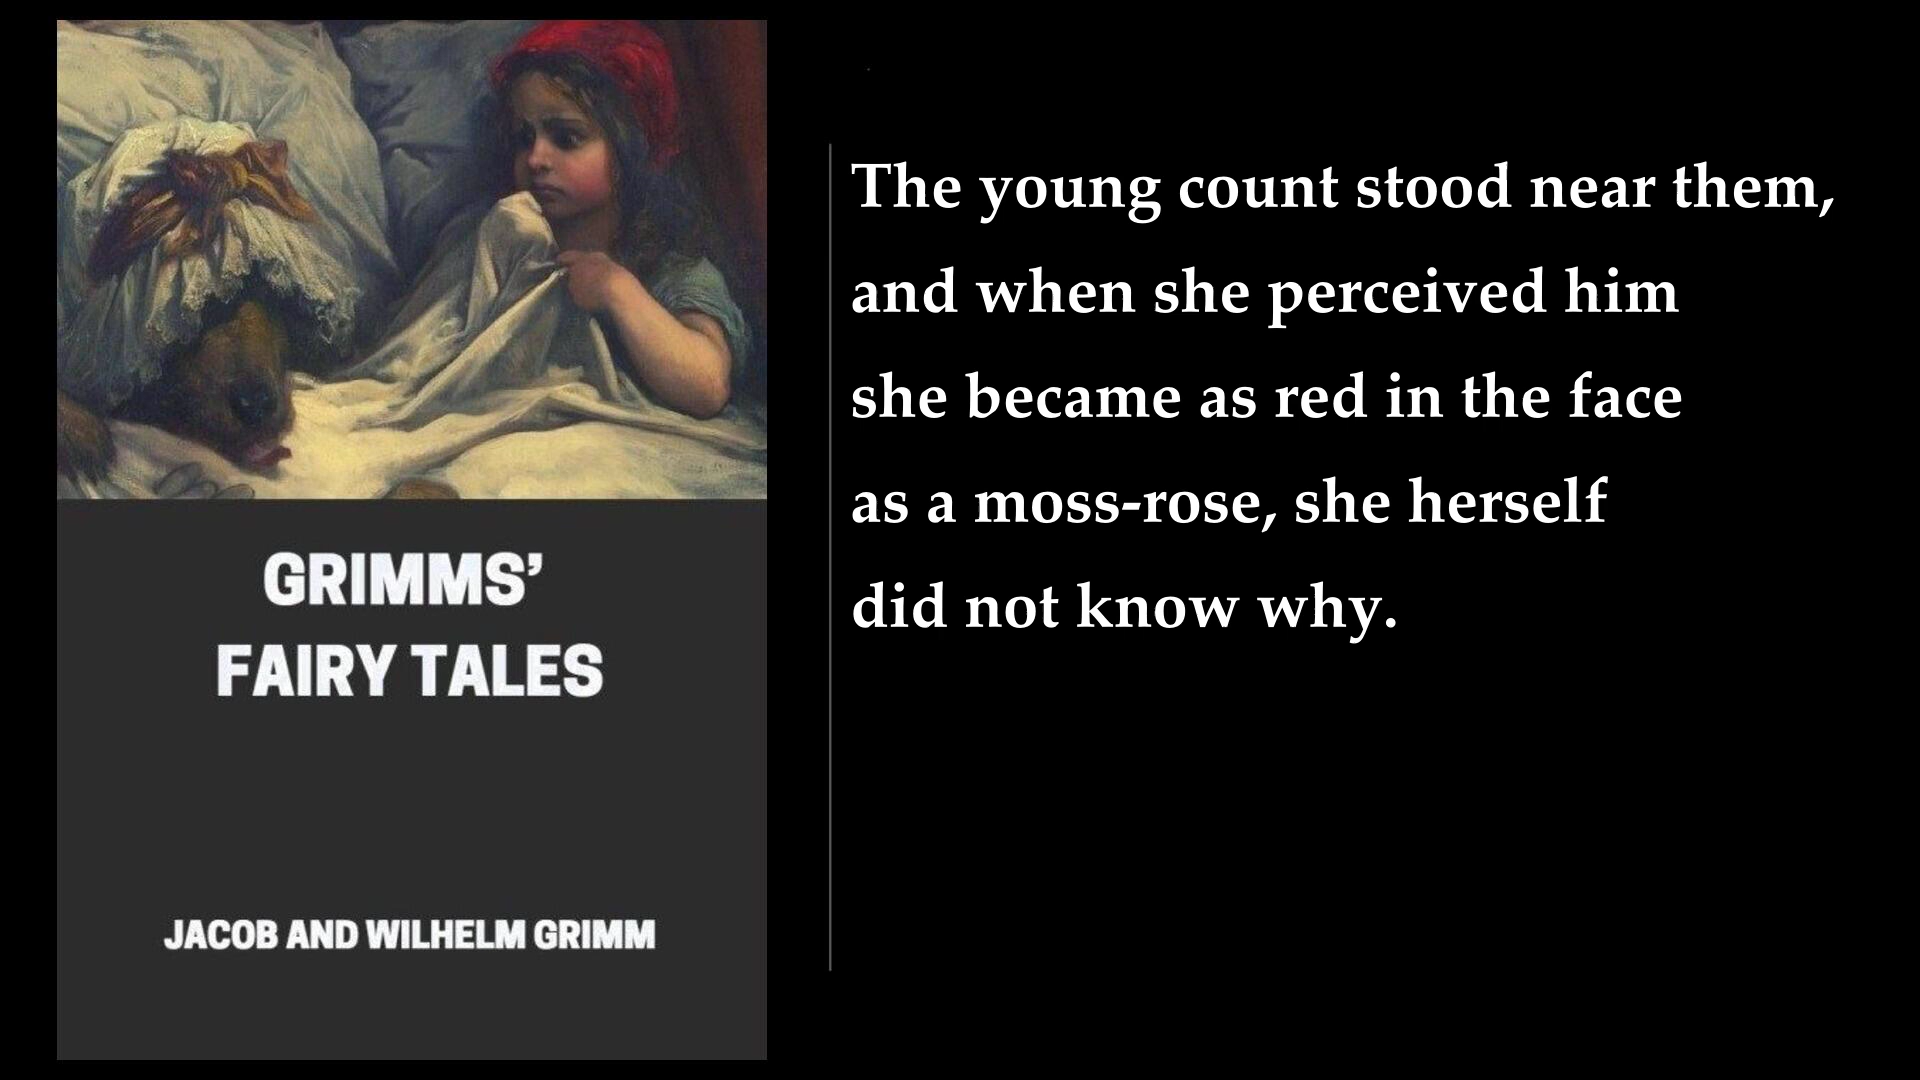 GRIMMS’
FAIRY TALES
JACOB AND WILHELM GRIMM
The young count stood near them,
and when she perceived him
she became as red in the face
as a moss-rose, she herself
did not know why.